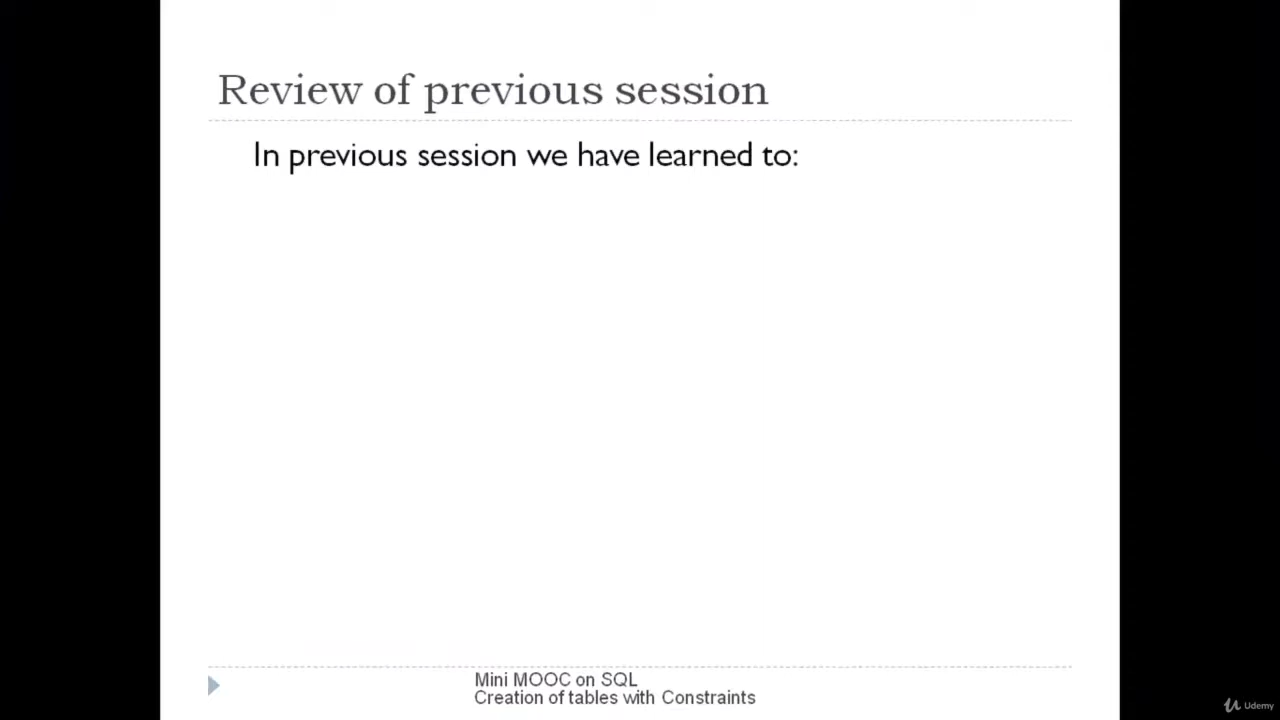 Review of previous session
In previous session we have learned to:
Mini MOOC on SQL
Creation of tables with Constraints
Udemy